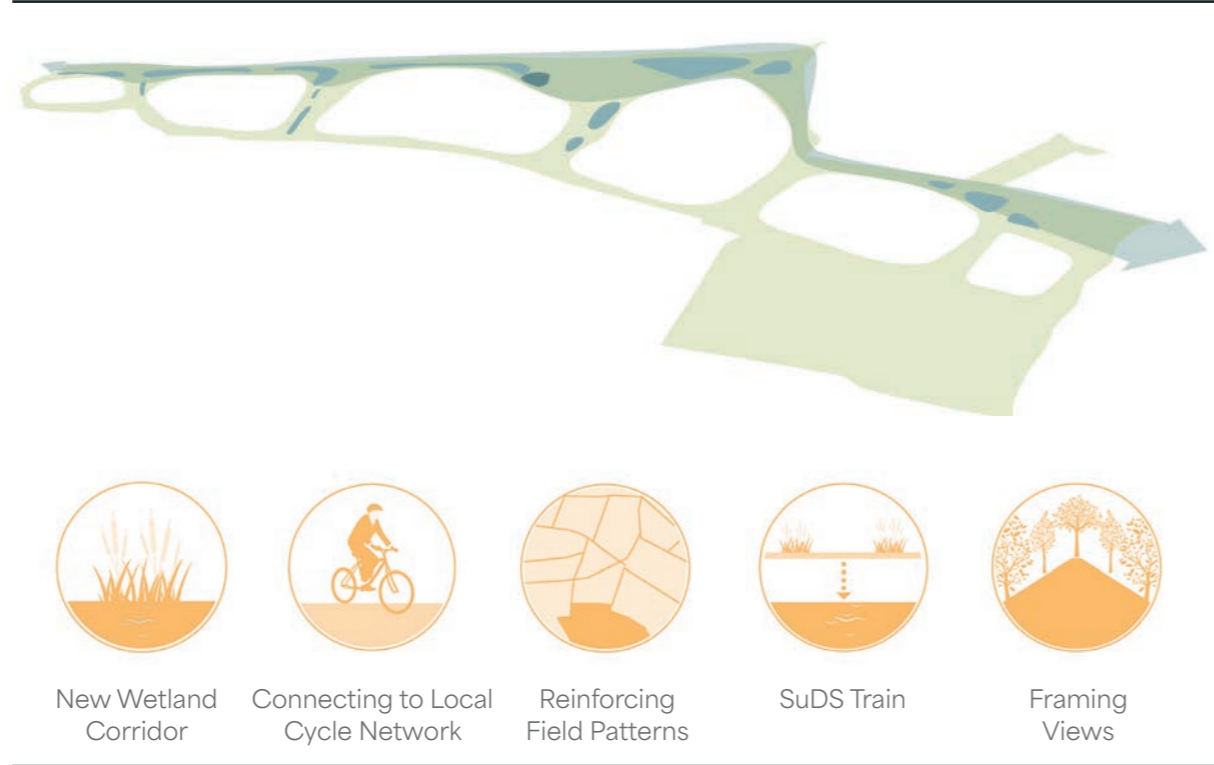 New Wetland
Corridor
Connecting to Local
Cycle Network
Reinforcing
Field Patterns
SuDS Train
Framing
Views